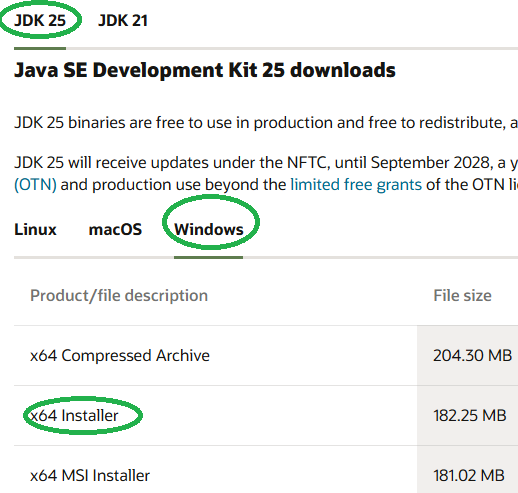 JDK 25 JDK 21
Java SE Development Kit 25 downloads
JDK 25 binaries are free to use in production and free to redistribute, a
JDK 25 will receive updates under the NFTC, until September 2028, a y
(OTN) and production use beyond the limited free grants of the OTN lic
Linux macOS Windows
Product/file description File size
x64 Compressed Archive 204.30 MB
x64 Installer 182.25 MB
x64 MSI Installer 181.02 MB